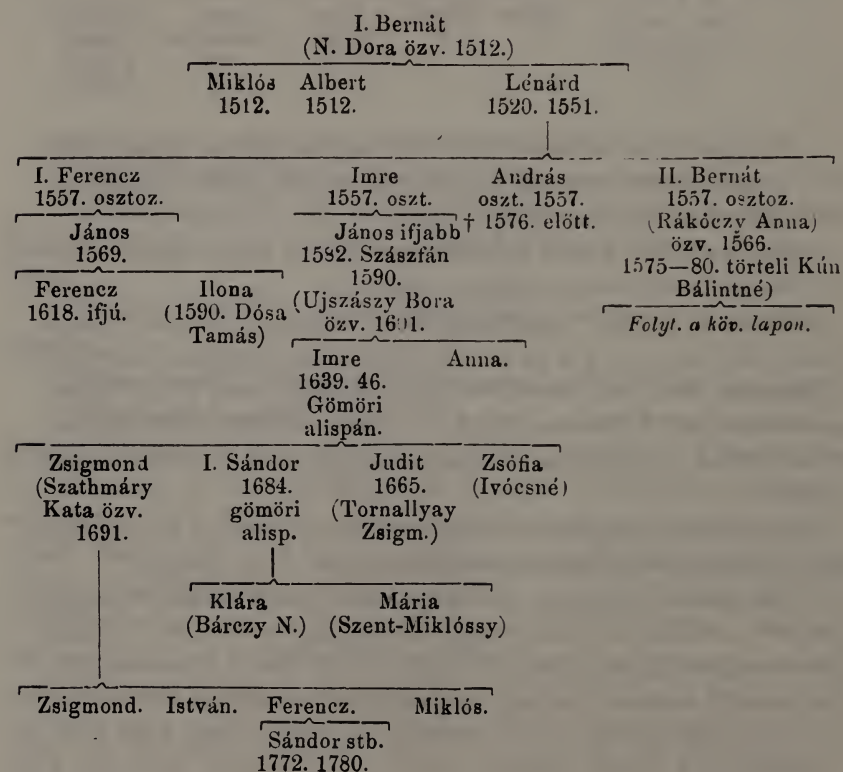 I. Bernát
(N. Dora özv. 1512.)
Miklós Albert Lénárd
1512. 1512. 1520. 1551.
I. Ferencz Imre András II. Bernát
1557. osztoz. 1557. oszt. oszt. 1557. 1557. osztoz.
János János ifjabb † 1576. előtt. (Rákóczy Anna)
1569. 1592. Szászfán özv. 1566.
1590. 1575—80. törteli Kún
Ferencz Ilona (Ujszászy Bora Bálintné)
1618. ifjú. (1590. Dósa özv. 1601. Folyt. a köv. lapon.
Tamás)
Imre Anna.
1639. 46.
Gömöri
alispán.
Zsigmond I. Sándor Judit Zsófia
(Szathmáry 1684. 1665. (Ivócsné)
Kata özv. gömöri (Tornallyay
1691. alisp. Zsigm.)
Klára Mária
(Bárczy N.) (Szent-Miklóssy)
Zsigmond. István. Ferencz. Miklós.
Sándor stb.
1772. 1780.